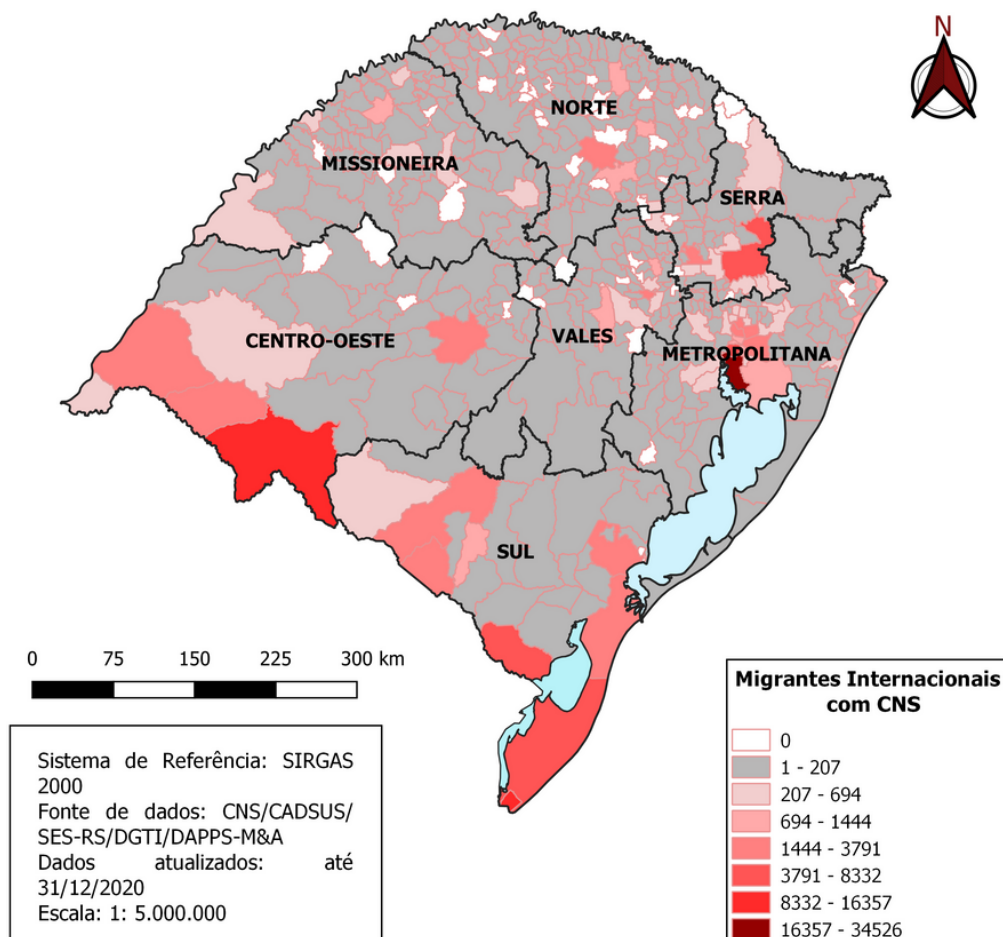 N
NORTE
MISSIONEIRA
SERRA
CENTRO-OESTE
VALES
METROPOLITANA
SUL
0 75 150 225 300 km
Sistema de Referência: SIRGAS
2000
Fonte de dados: CNS/CADSUS/
SES-RS/DGTI/DAPPS-M&A
Dados atualizados: até
31/12/2020
Escala: 1: 5.000.000
Migrantes Internacionais
com CNS
0
1 - 207
207 - 694
694 - 1444
1444 - 3791
3791 - 8332
8332 - 16357
16357 - 34526